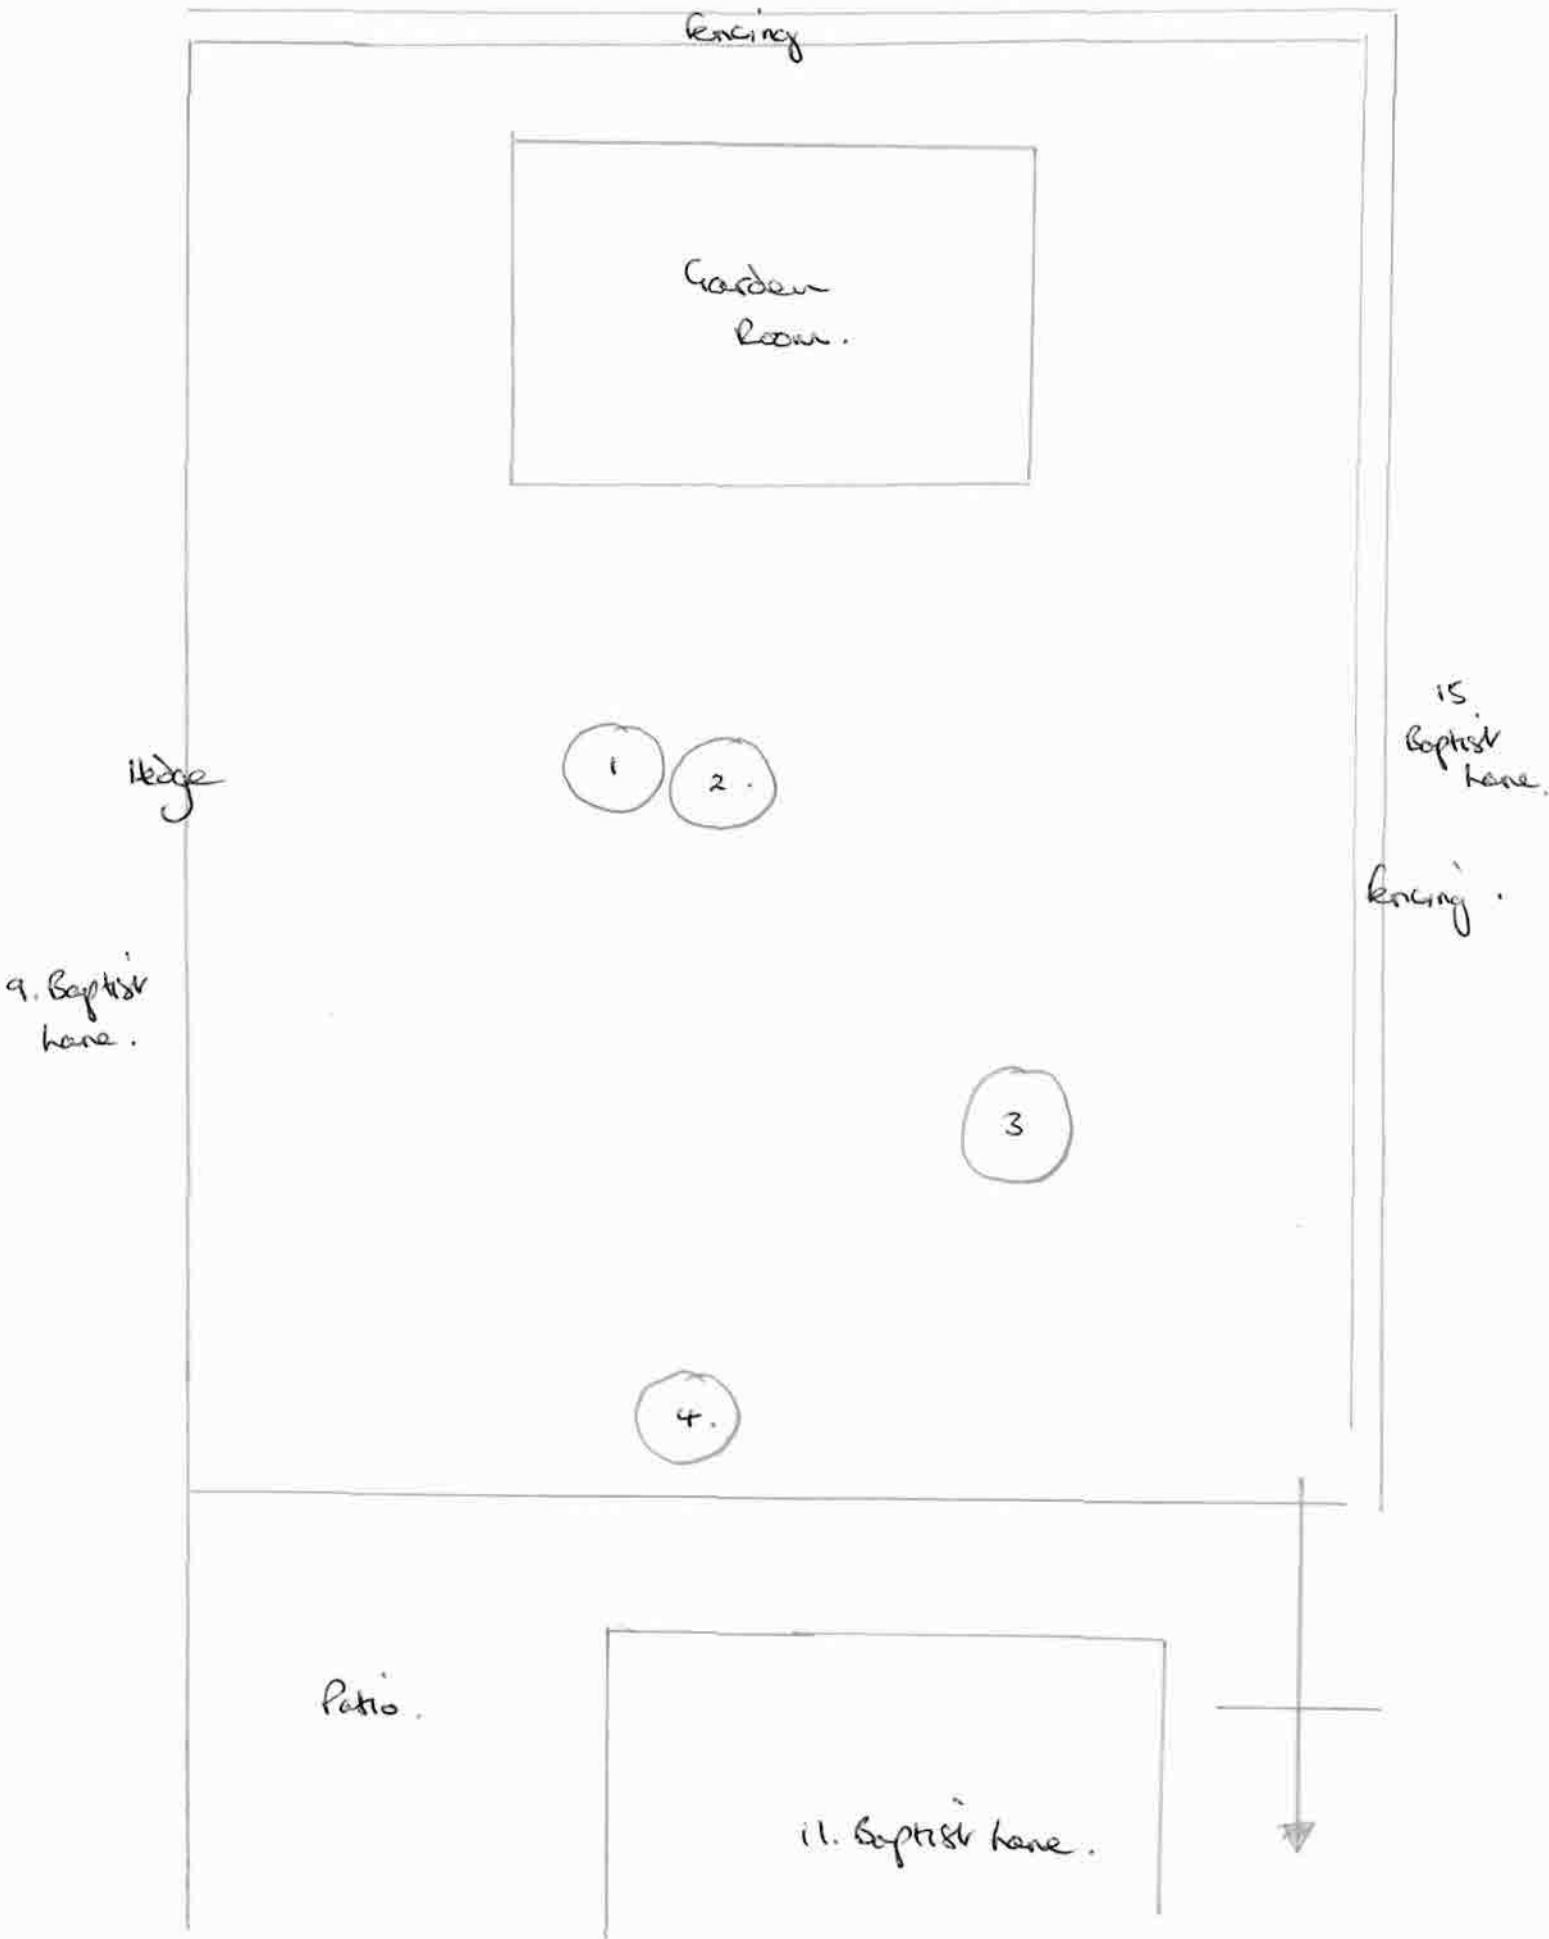 Fencing
Garden
Room.
1
2.
15.
Baptist
Lane.
Hedge
Fencing.
9. Baptist
Lane.
3
4.
Patio.
11. Baptist Lane.